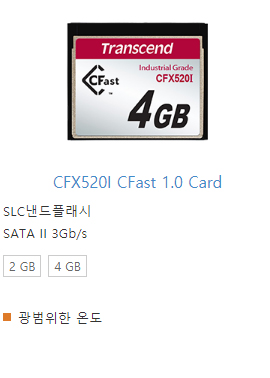 Transcend
Industrial Grade
CFX520I
CFast
4GB
CFX520I CFast 1.0 Card
SLC낸드플래시
SATA II 3Gb/s
2 GB 4 GB
광범위한 온도